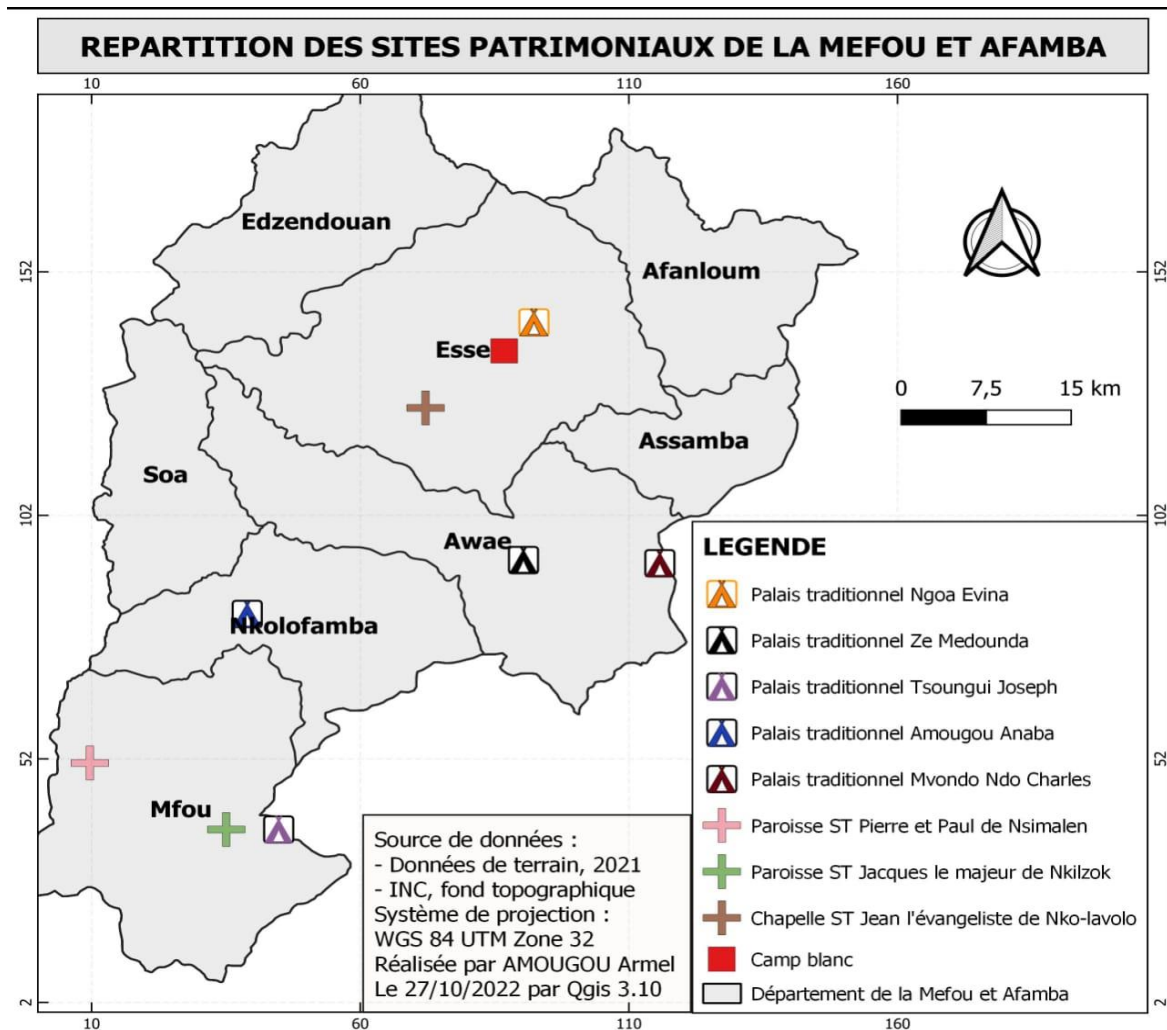 REPARTITION DES SITES PATRIMONIAUX DE LA MEFOU ET AFAMBA
10 60 110 160
Edzendouan
Afanloum
152 152
Esse
0 7,5 15 km
Assamba
Soa
102 102
Awae
Nkolofamba
52 52
Mfou
LEGENDE
Palais traditionnel Ngoa Evina
Palais traditionnel Ze Medounda
Palais traditionnel Tsoungui Joseph
Palais traditionnel Amougou Anaba
Palais traditionnel Mvondo Ndo Charles
Paroisse ST Pierre et Paul de Nsimalen
Paroisse ST Jacques le majeur de Nkilzok
Chapelle ST Jean l'évangeliste de Nko-lavolo
Camp blanc
Département de la Mefou et Afamba
Source de données :
- Données de terrain, 2021
- INC, fond topographique
Système de projection :
WGS 84 UTM Zone 32
Réalisée par AMOUGOU Armel
Le 27/10/2022 par Qgis 3.10
2 2
10 60 110 160